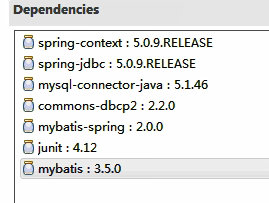 Dependencies
spring-context : 5.0.9.RELEASE
spring-jdbc : 5.0.9.RELEASE
mysql-connector-java : 5.1.46
commons-dbcp2 : 2.2.0
mybatis-spring : 2.0.0
junit : 4.12
mybatis : 3.5.0